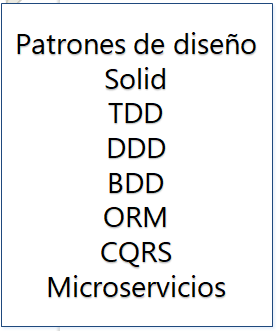 Patrones de diseño
Solid
TDD
DDD
BDD
ORM
CQRS
Microservicios